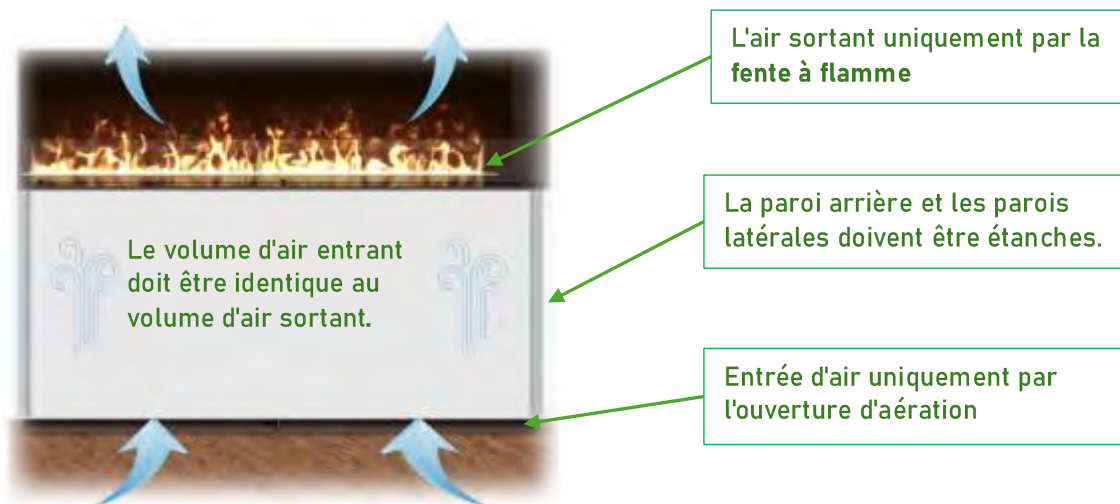 L'air sortant uniquement par la
fente à flamme
La paroi arrière et les parois
latérales doivent être étanches.
Le volume d'air entrant
doit être identique au
volume d'air sortant.
Entrée d'air uniquement par
l'ouverture d'aération